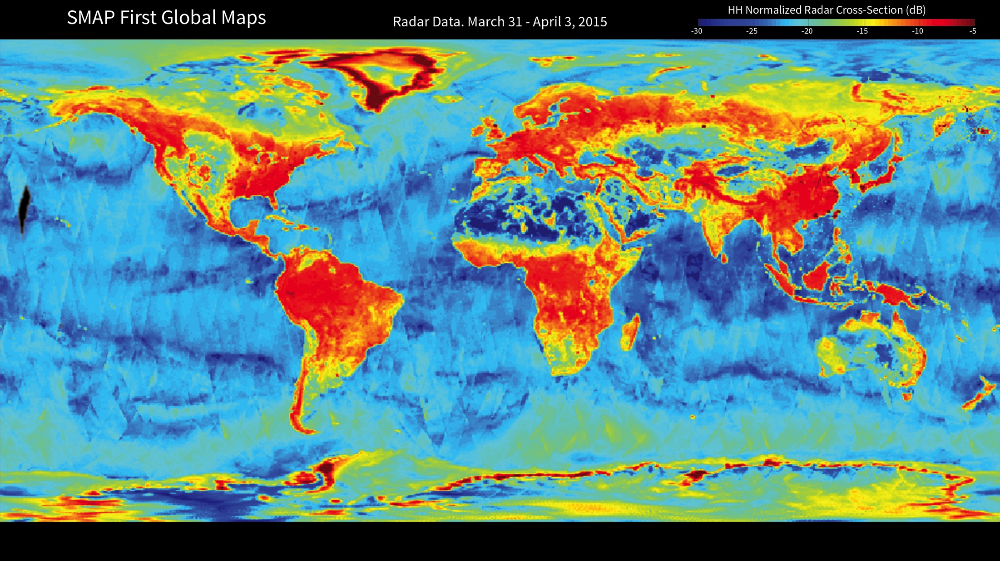 SMAP First Global Maps
Radar Data. March 31 - April 3, 2015
HH Normalized Radar Cross-Section (dB)
-30 -25 -20 -15 -10 -5